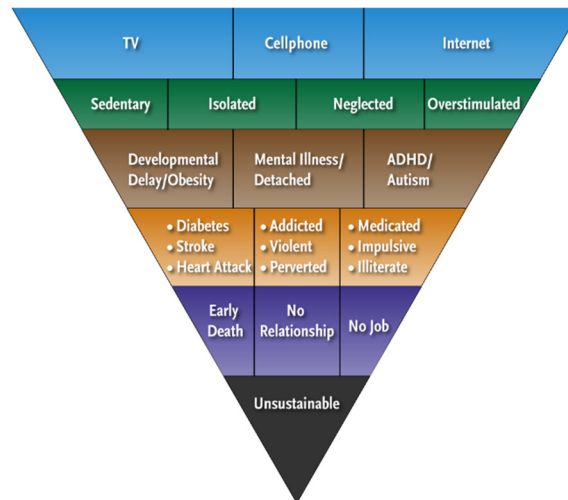 TV
Cellphone
Internet
Sedentary
Isolated
Neglected
Overstimulated
Developmental
Delay/Obesity
Mental Illness/
Detached
ADHD/
Autism
• Diabetes
• Stroke
• Heart Attack
• Addicted
• Violent
• Perverted
• Medicated
• Impulsive
• Illiterate
Early
Death
No
Relationship
No Job
Unsustainable